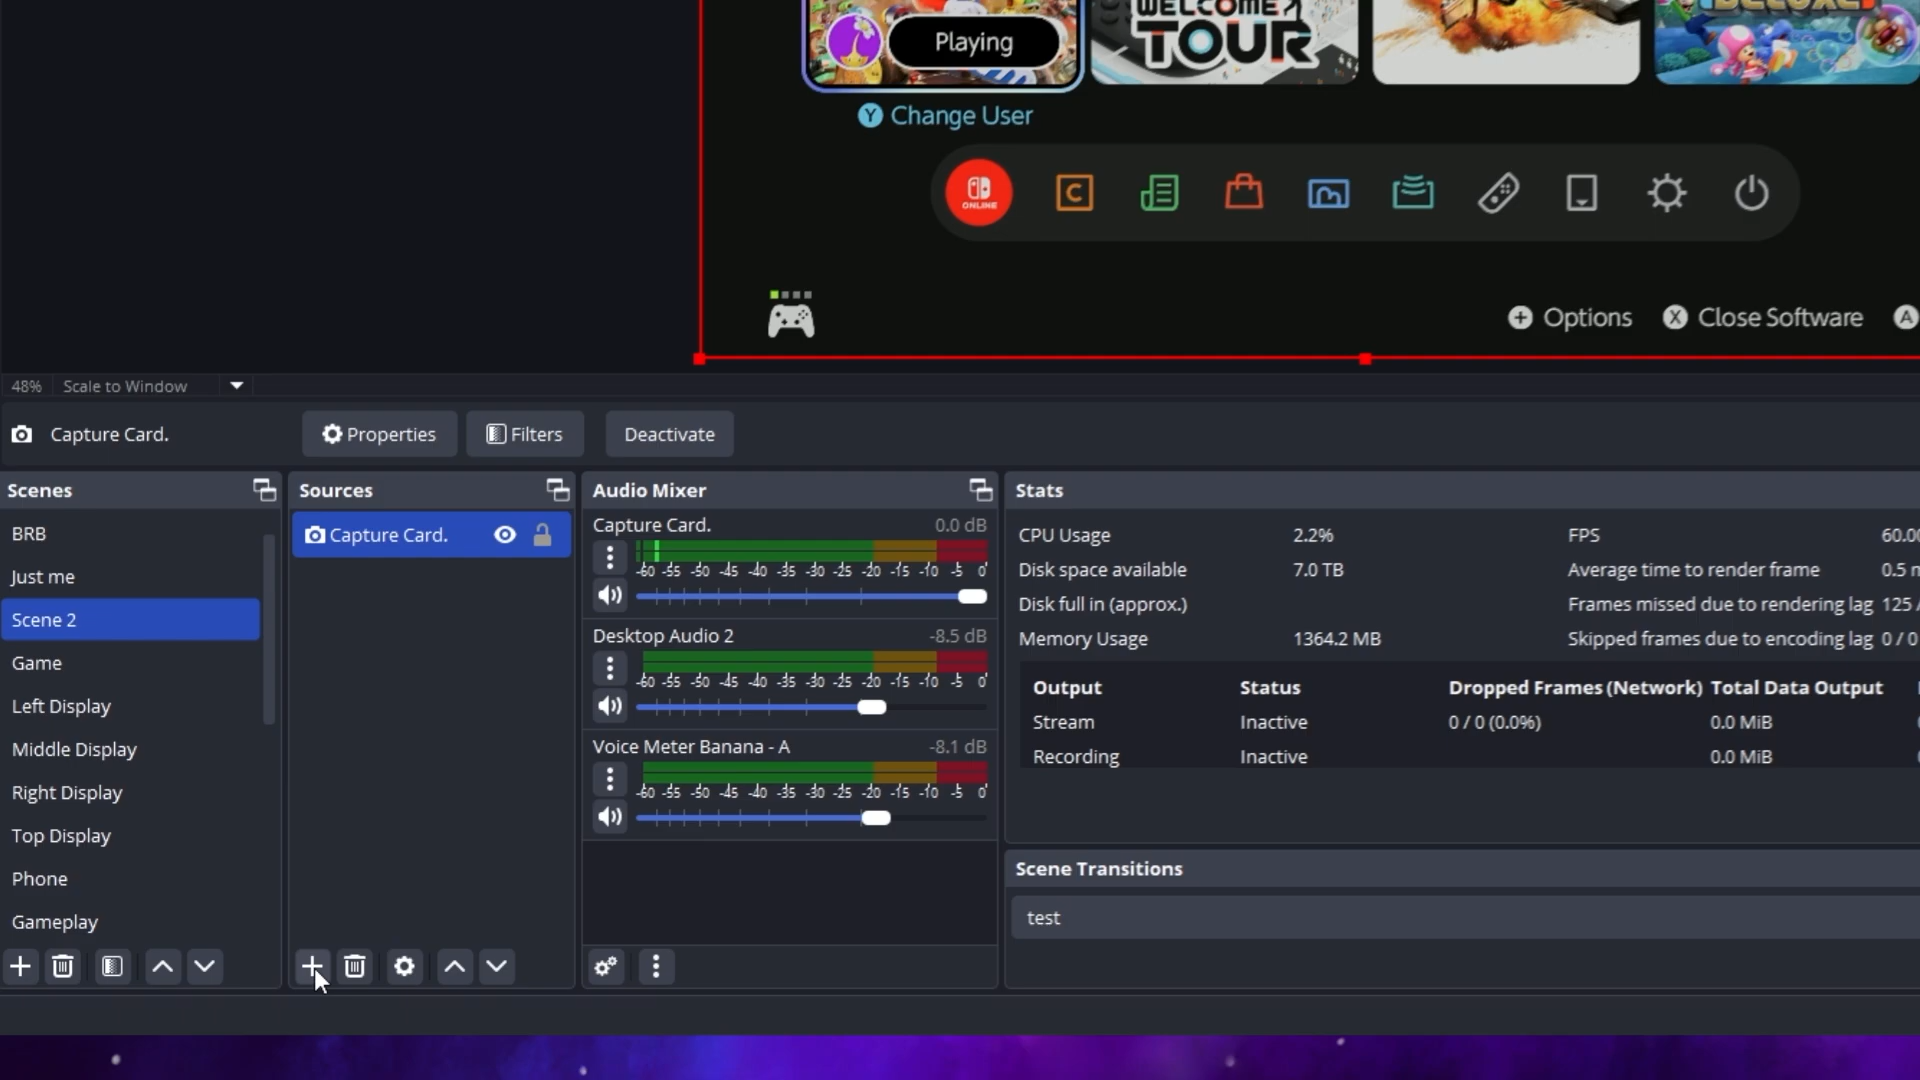 WELCOME
TOUR
DELUXE
Playing
Y Change User
ONLINE
C
+ Options X Close Software A
48% Scale to Window
Capture Card. Properties Filters Deactivate
Scenes
BRB
Just me
Scene 2
Game
Left Display
Middle Display
Right Display
Top Display
Phone
Gameplay
Sources
Capture Card.
Audio Mixer
Capture Card. 0.0 dB
-60 -55 -50 -45 -40 -35 -30 -25 -20 -15 -10 -5 0
Desktop Audio 2 -8.5 dB
-60 -55 -50 -45 -40 -35 -30 -25 -20 -15 -10 -5 0
Voice Meter Banana - A -8.1 dB
-60 -55 -50 -45 -40 -35 -30 -25 -20 -15 -10 -5 0
Stats
CPU Usage 2.2% FPS 60.00
Disk space available 7.0 TB Average time to render frame 0.5 m
Disk full in (approx.) Frames missed due to rendering lag 125 /
Memory Usage 1364.2 MB Skipped frames due to encoding lag 0 / 0
Output Status Dropped Frames (Network) Total Data Output
Stream Inactive 0 / 0 (0.0%) 0.0 MiB
Recording Inactive 0.0 MiB
Scene Transitions
test